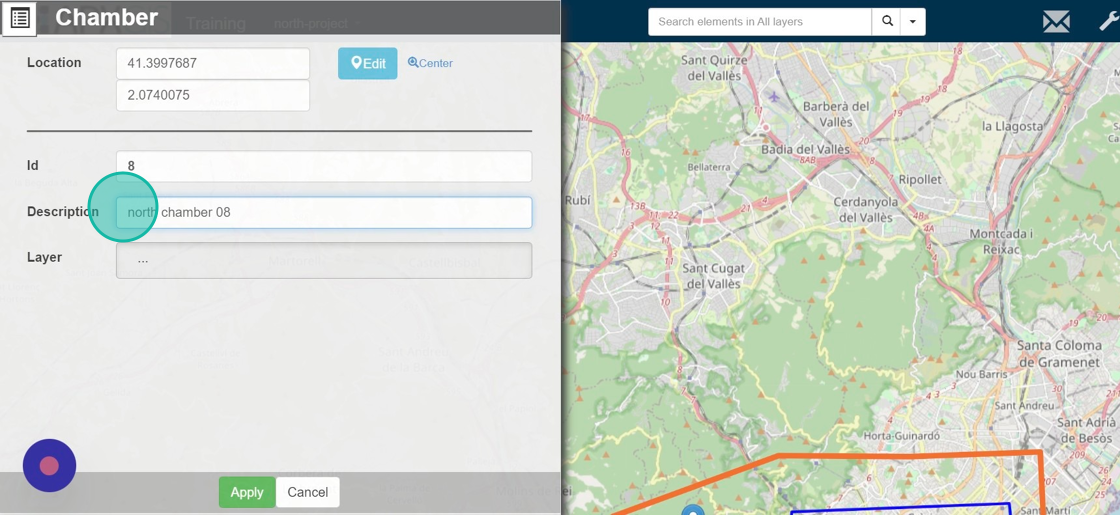 Chamber
Training
north-project
Search elements in All layers
Location
41.3997687
Edit
Center
2.0740075
Id
8
Description
north chamber 08
Layer
...
Apply
Cancel
Sant Quirze
del Vallès
Barberà del
Vallès
la Llagosta
Badia del Vallès
Bellaterra
Ripollet
Rubí
Cerdanyola
del Vallès
Montcada i
Reixac
Sant Cugat
del Vallès
Santa Coloma
de Gramenet
Nou Barris
Sant Andreu
Sant Adrià
de Besòs
Horta-Guinardó
Sant Martí